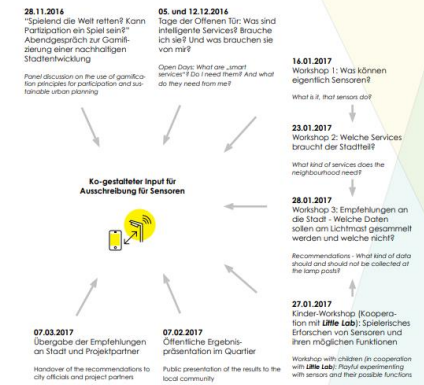 28.11.2016
"Spielend die Welt retten? Kann
Partizipation ein Spiel sein?"
Abendgespräch zur Gamifi-
zierung einer nachhaltigen
Stadtentwicklung
Panel discussion on the use of gamifica-
tion principles for participation and sus-
tainable urban planning
05. und 12.12.2016
Tage der Offenen Tür: Was sind
intelligente Services? Brauche
ich sie? Und was brauchen sie
von mir?
Open Days: What are „smart
services"? Do I need them? And what
do they need from me?
16.01.2017
Workshop 1: Was können
eigentlich Sensoren?
What is it, that sensors do?
23.01.2017
Workshop 2: Welche Services
braucht der Stadtteil?
What kind of services does the
neighbourhood need?
28.01.2017
Workshop 3: Empfehlungen an
die Stadt - Welche Daten
sollen am Lichtmast gesammelt
werden und welche nicht?
Recommendations - What kind of data
should and should not be collected at
the lamp posts?
27.01.2017
Kinder-Workshop (Koopera-
tion mit Little Lab): Spielerisches
Erforschen von Sensoren und
ihren möglichen Funktionen
Workshop with children (in cooperation
with Little Lab): Playful experimenting
with sensors and their possible functions
Ko-gestalteter Input für
Ausschreibung für Sensoren
07.03.2017
Übergabe der Empfehlungen
an Stadt und Projektpartner
Handover of the recommendations to
city officials and project partners
07.02.2017
Öffentliche Ergebnis-
präsentation im Quartier
Public presentation of the results to the
local community